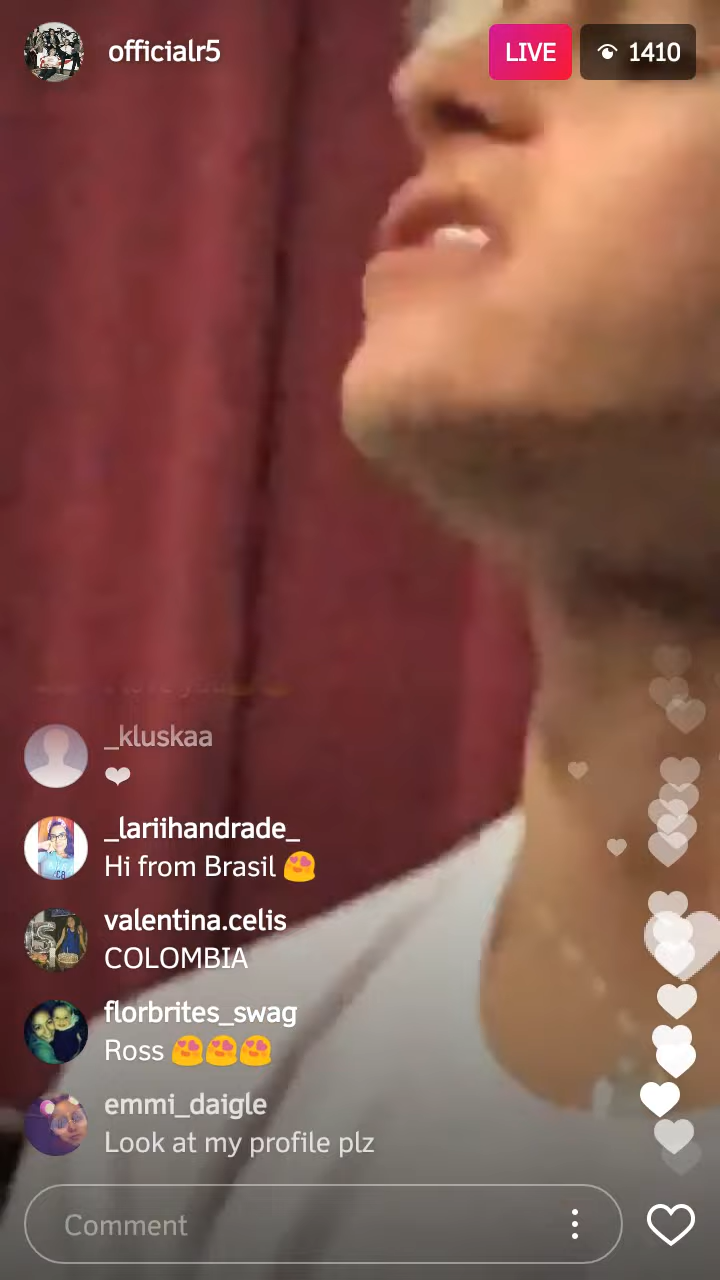 officialr5
LIVE
1410
_kluskaa
❤
_lariihandrade_
Hi from Brasil 😍
valentina.celis
COLOMBIA
florbrites_swag
Ross 😍😍😍
emmi_daigle
Look at my profile plz
Comment